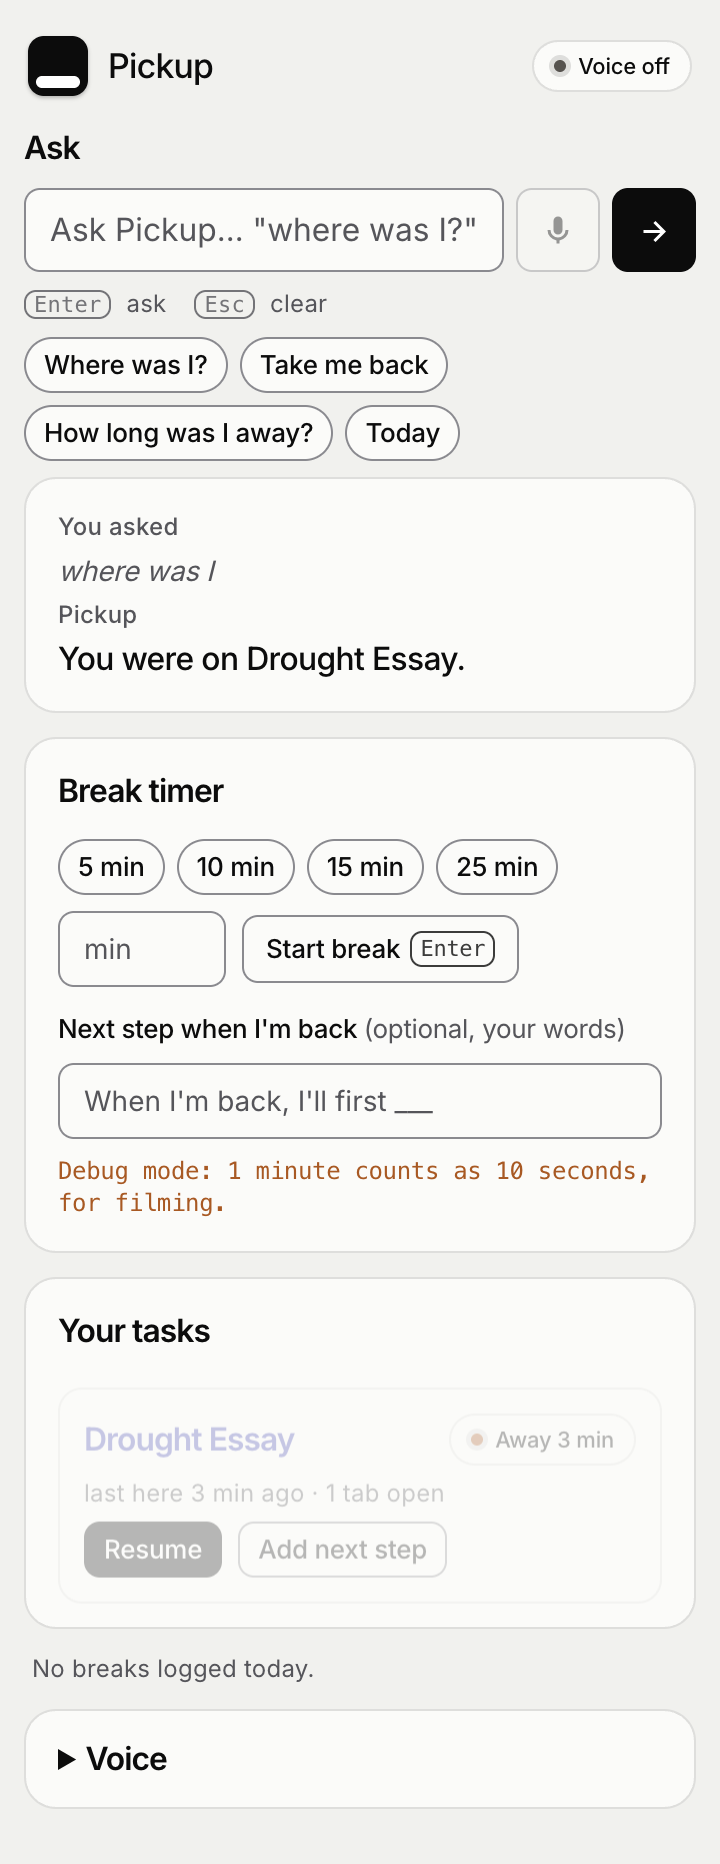 Pickup
Voice off
Ask
Ask Pickup... "where was I?"
Enter ask Esc clear
Where was I? Take me back
How long was I away? Today
You asked
where was I
Pickup
You were on Drought Essay.
Break timer
5 min 10 min 15 min 25 min
min Start break Enter
Next step when I'm back (optional, your words)
When I'm back, I'll first ___
Debug mode: 1 minute counts as 10 seconds,
for filming.
Your tasks
Drought Essay Away 3 min
last here 3 min ago · 1 tab open
Resume Add next step
No breaks logged today.
Voice